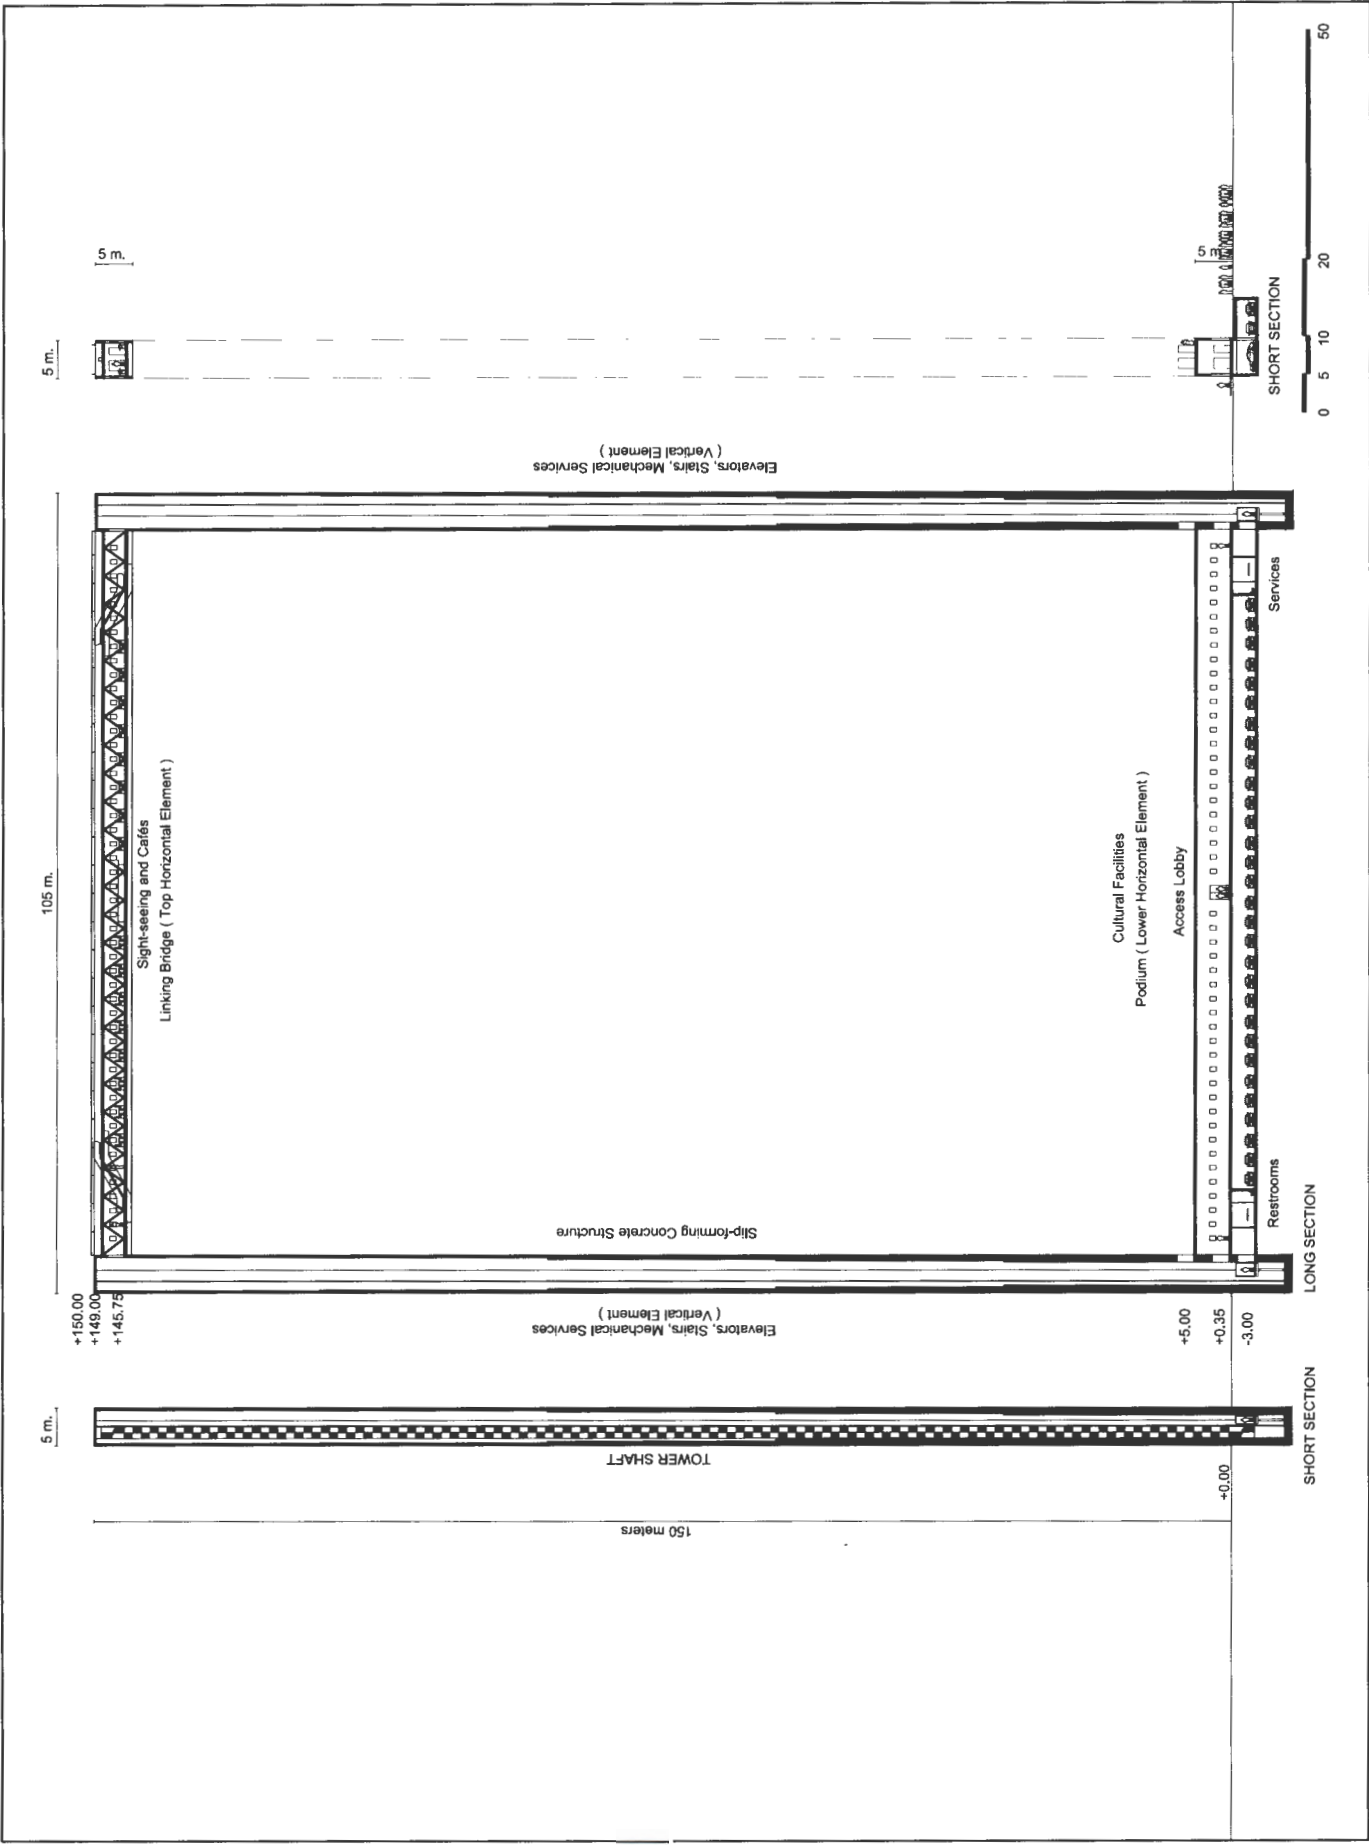 5 m.
105 m.
5 m.
+150.00
+149.00
+145.75
5 m.
Sight-seeing and Cafés
Linking Bridge ( Top Horizontal Element )
150 meters
TOWER SHAFT
Elevators, Stairs, Mechanical Services
( Vertical Element )
Slip-forming Concrete Structure
Elevators, Stairs, Mechanical Services
( Vertical Element )
Cultural Facilities
Podium ( Lower Horizontal Element )
Access Lobby
5 m.
+5.00
+0.35
-3.00
+0.00
Restrooms
Services
SHORT SECTION
LONG SECTION
SHORT SECTION
0 5 10 20 50